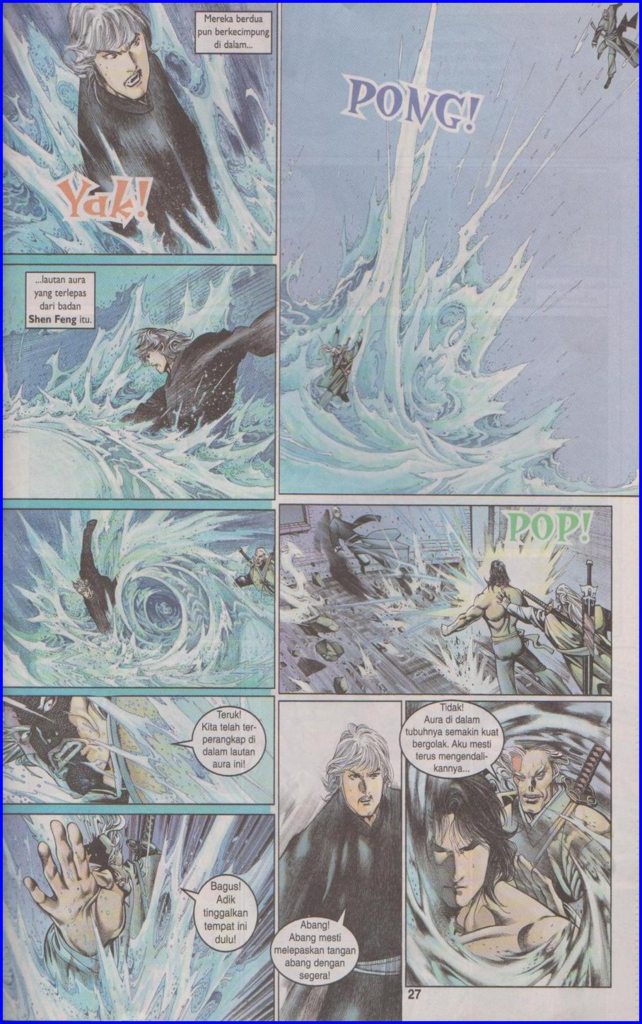 Mereka berdua
pun berkecimpung
di dalam...
Yak!
PONG!
...lautan aura
yang terlepas
dari badan
Shen Feng itu.
POP!
Teruk!
Kita telah ter-
perangkap di
dalam lautan
aura ini!
Bagus!
Adik
tinggalkan
tempat ini
dulu!
Abang!
Abang mesti
melepaskan tangan
abang dengan
segera!
Tidak!
Aura di dalam
tubuhnya semakin kuat
bergolak. Aku mesti
terus mengendali-
kannya...
27